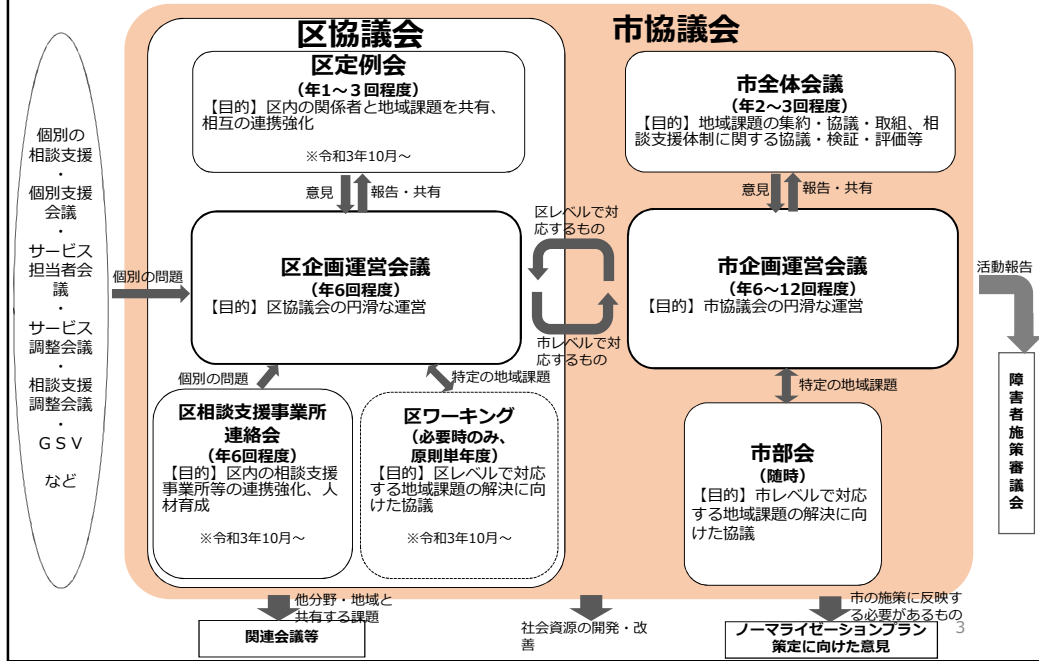 区協議会
市協議会
区定例会
(年1～3回程度)
【目的】区内の関係者と地域課題を共有、
相互の連携強化
※令和3年10月～
市全体会議
(年2～3回程度)
【目的】地域課題の集約・協議・取組、相
談支援体制に関する協議・検証・評価等
個別の
相談支援
・
個別支援
会議
・
サービス
担当者会
議
・
サービス
調整会議
・
相談支援
調整会議
・
GSV
など
意見
報告・共有
意見
報告・共有
区レベルで対
応するもの
個別の問題
区企画運営会議
(年6回程度)
【目的】区協議会の円滑な運営
市企画運営会議
(年6～12回程度)
【目的】市協議会の円滑な運営
活動報告
市レベルで対
応するもの
個別の問題
特定の地域課題
特定の地域課題
区相談支援事業所
連絡会
(年6回程度)
【目的】区内の相談支援
事業所等の連携強化、人
材育成
※令和3年10月～
区ワーキング
(必要時のみ、
原則単年度)
【目的】区レベルで対応
する地域課題の解決に向
けた協議
※令和3年10月～
市部会
(随時)
【目的】市レベルで対応
する地域課題の解決に向
けた協議
障害者施策審議会
他分野・地域と
共有する課題
関連会議等
社会資源の開発・改
善
市の施策に反映す
る必要があるもの
ノーマライゼーションプラン
策定に向けた意見
3